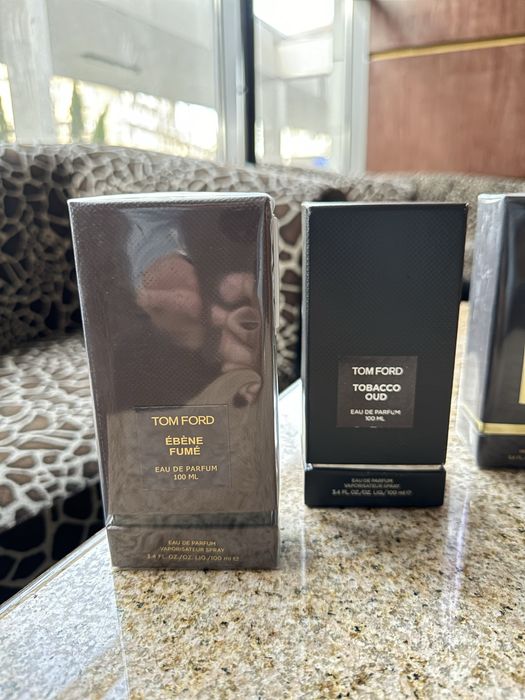 TOM FORD
ÉBÈNE
FUMÉ
EAU DE PARFUM
100 ML
EAU DE PARFUM
VAPORISATEUR SPRAY
3.4 FL.OZ./OZ. LIQ./100 ml ℮
TOM FORD
TOBACCO
OUD
EAU DE PARFUM
100 ML
EAU DE PARFUM
VAPORISATEUR SPRAY
3.4 FL.OZ./OZ. LIQ./100 ml ℮